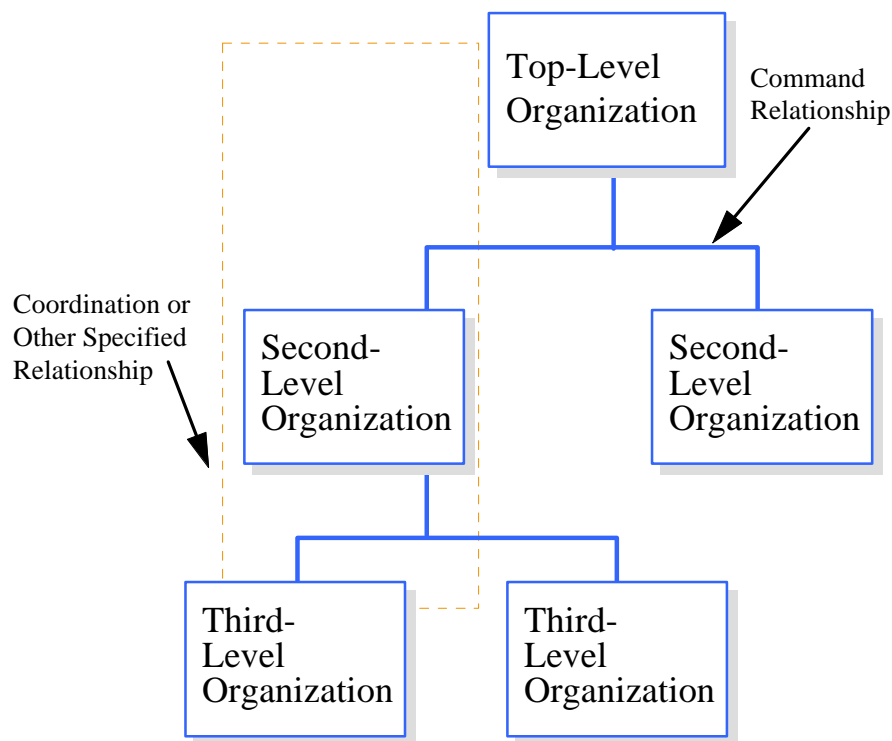 Top-Level
Organization
Command
Relationship
Coordination or
Other Specified
Relationship
Second-
Level
Organization
Second-
Level
Organization
Third-
Level
Organization
Third-
Level
Organization